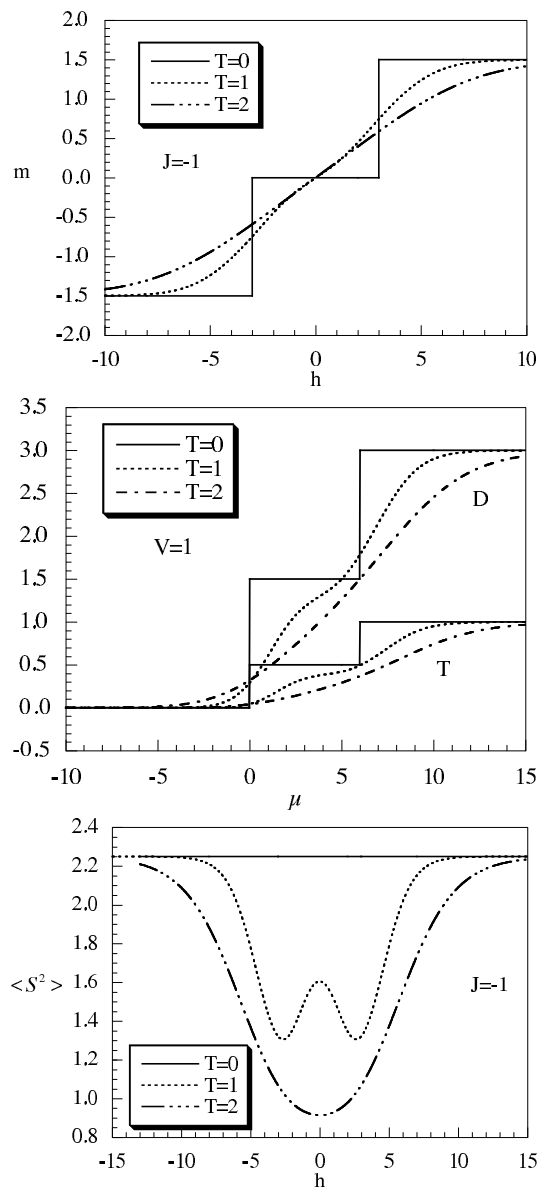 2.0
1.5
1.0
0.5
0.0
-0.5
-1.0
-1.5
-2.0
m
T=0
T=1
T=2
J=-1
-10 -5 0 5 10
h
3.5
3.0
2.5
2.0
1.5
1.0
0.5
0.0
-0.5
T=0
T=1
T=2
V=1
D
T
-10 -5 0 5 10 15
μ
2.4
2.2
2.0
1.8
1.6
1.4
1.2
1.0
0.8
<S²>
J=-1
T=0
T=1
T=2
-15 -10 -5 0 5 10 15
h